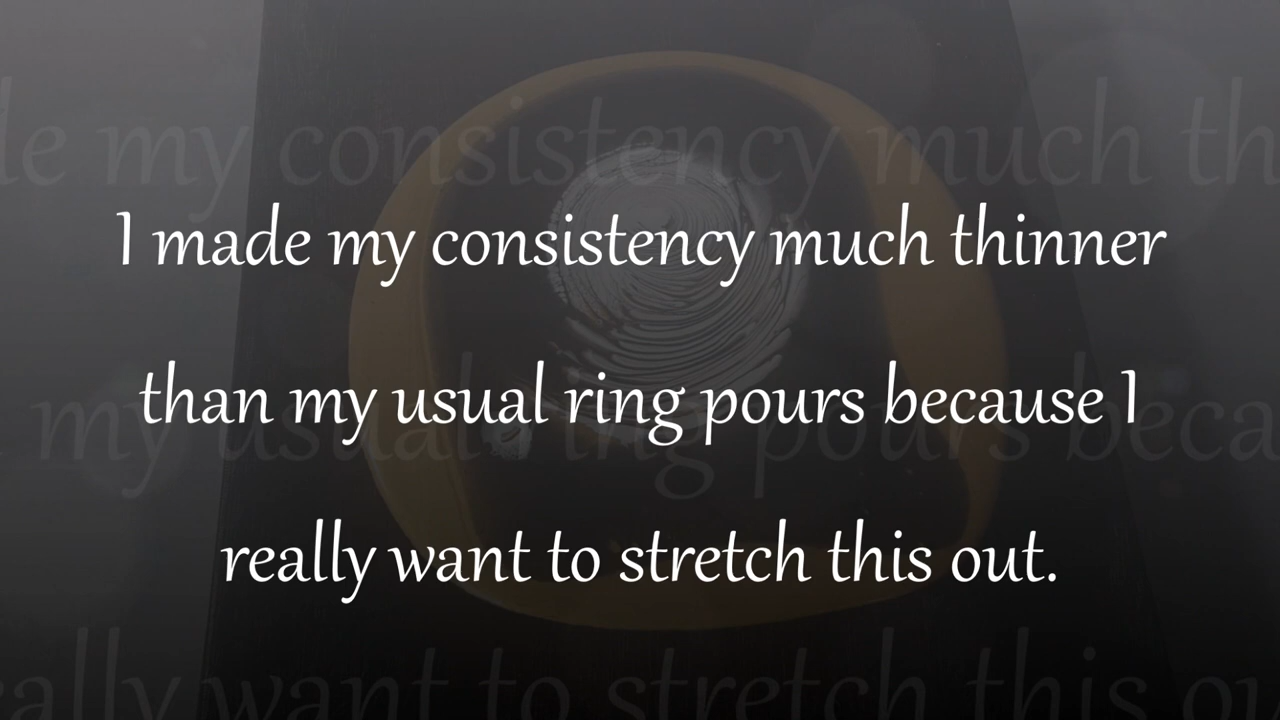 I made my consistency much thinner
than my usual ring pours because I
really want to stretch this out.